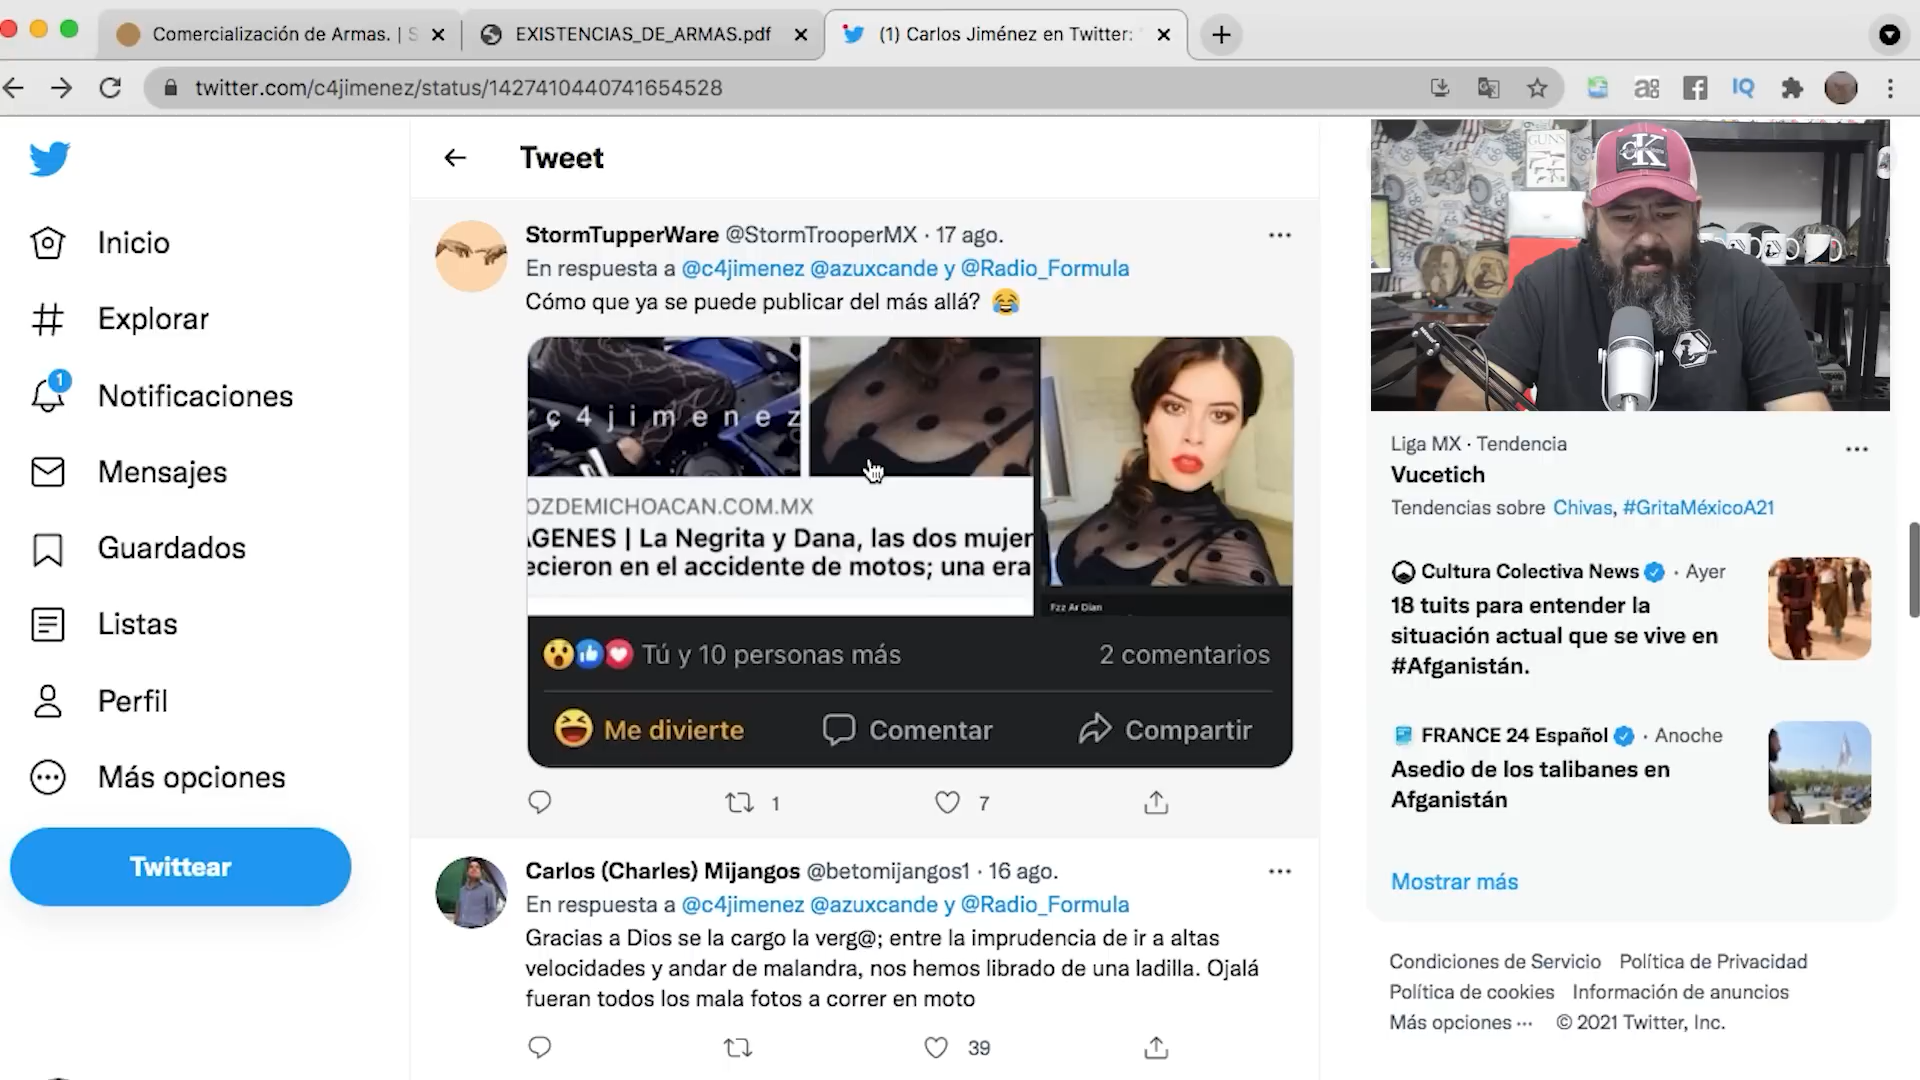 Comercialización de Armas. | S
EXISTENCIAS_DE_ARMAS.pdf
(1) Carlos Jiménez en Twitter: "
twitter.com/c4jimenez/status/1427410440741654528
IQ
Tweet
Inicio
Explorar
1
Notificaciones
Mensajes
Guardados
Listas
Perfil
Más opciones
Twittear
StormTupperWare @StormTrooperMX · 17 ago.
En respuesta a @c4jimenez @azuxcande y @Radio_Formula
Cómo que ya se puede publicar del más allá? 😂
c4jimenez
OZDEMICHOACAN.COM.MX
ÁGENES | La Negrita y Dana, las dos mujer
ecieron en el accidente de motos; una era
Fzz Ar Dian
Tú y 10 personas más
2 comentarios
Me divierte
Comentar
Compartir
1
7
Carlos (Charles) Mijangos @betomijangos1 · 16 ago.
En respuesta a @c4jimenez @azuxcande y @Radio_Formula
Gracias a Dios se la cargo la verg@; entre la imprudencia de ir a altas
velocidades y andar de malandra, nos hemos librado de una ladilla. Ojalá
fueran todos los mala fotos a correr en moto
39
GUNS
CK
Liga MX · Tendencia
Vucetich
Tendencias sobre Chivas, #GritaMéxicoA21
Cultura Colectiva News · Ayer
18 tuits para entender la
situación actual que se vive en
#Afganistán.
FRANCE 24 Español · Anoche
Asedio de los talibanes en
Afganistán
Mostrar más
Condiciones de Servicio Política de Privacidad
Política de cookies Información de anuncios
Más opciones ··· © 2021 Twitter, Inc.